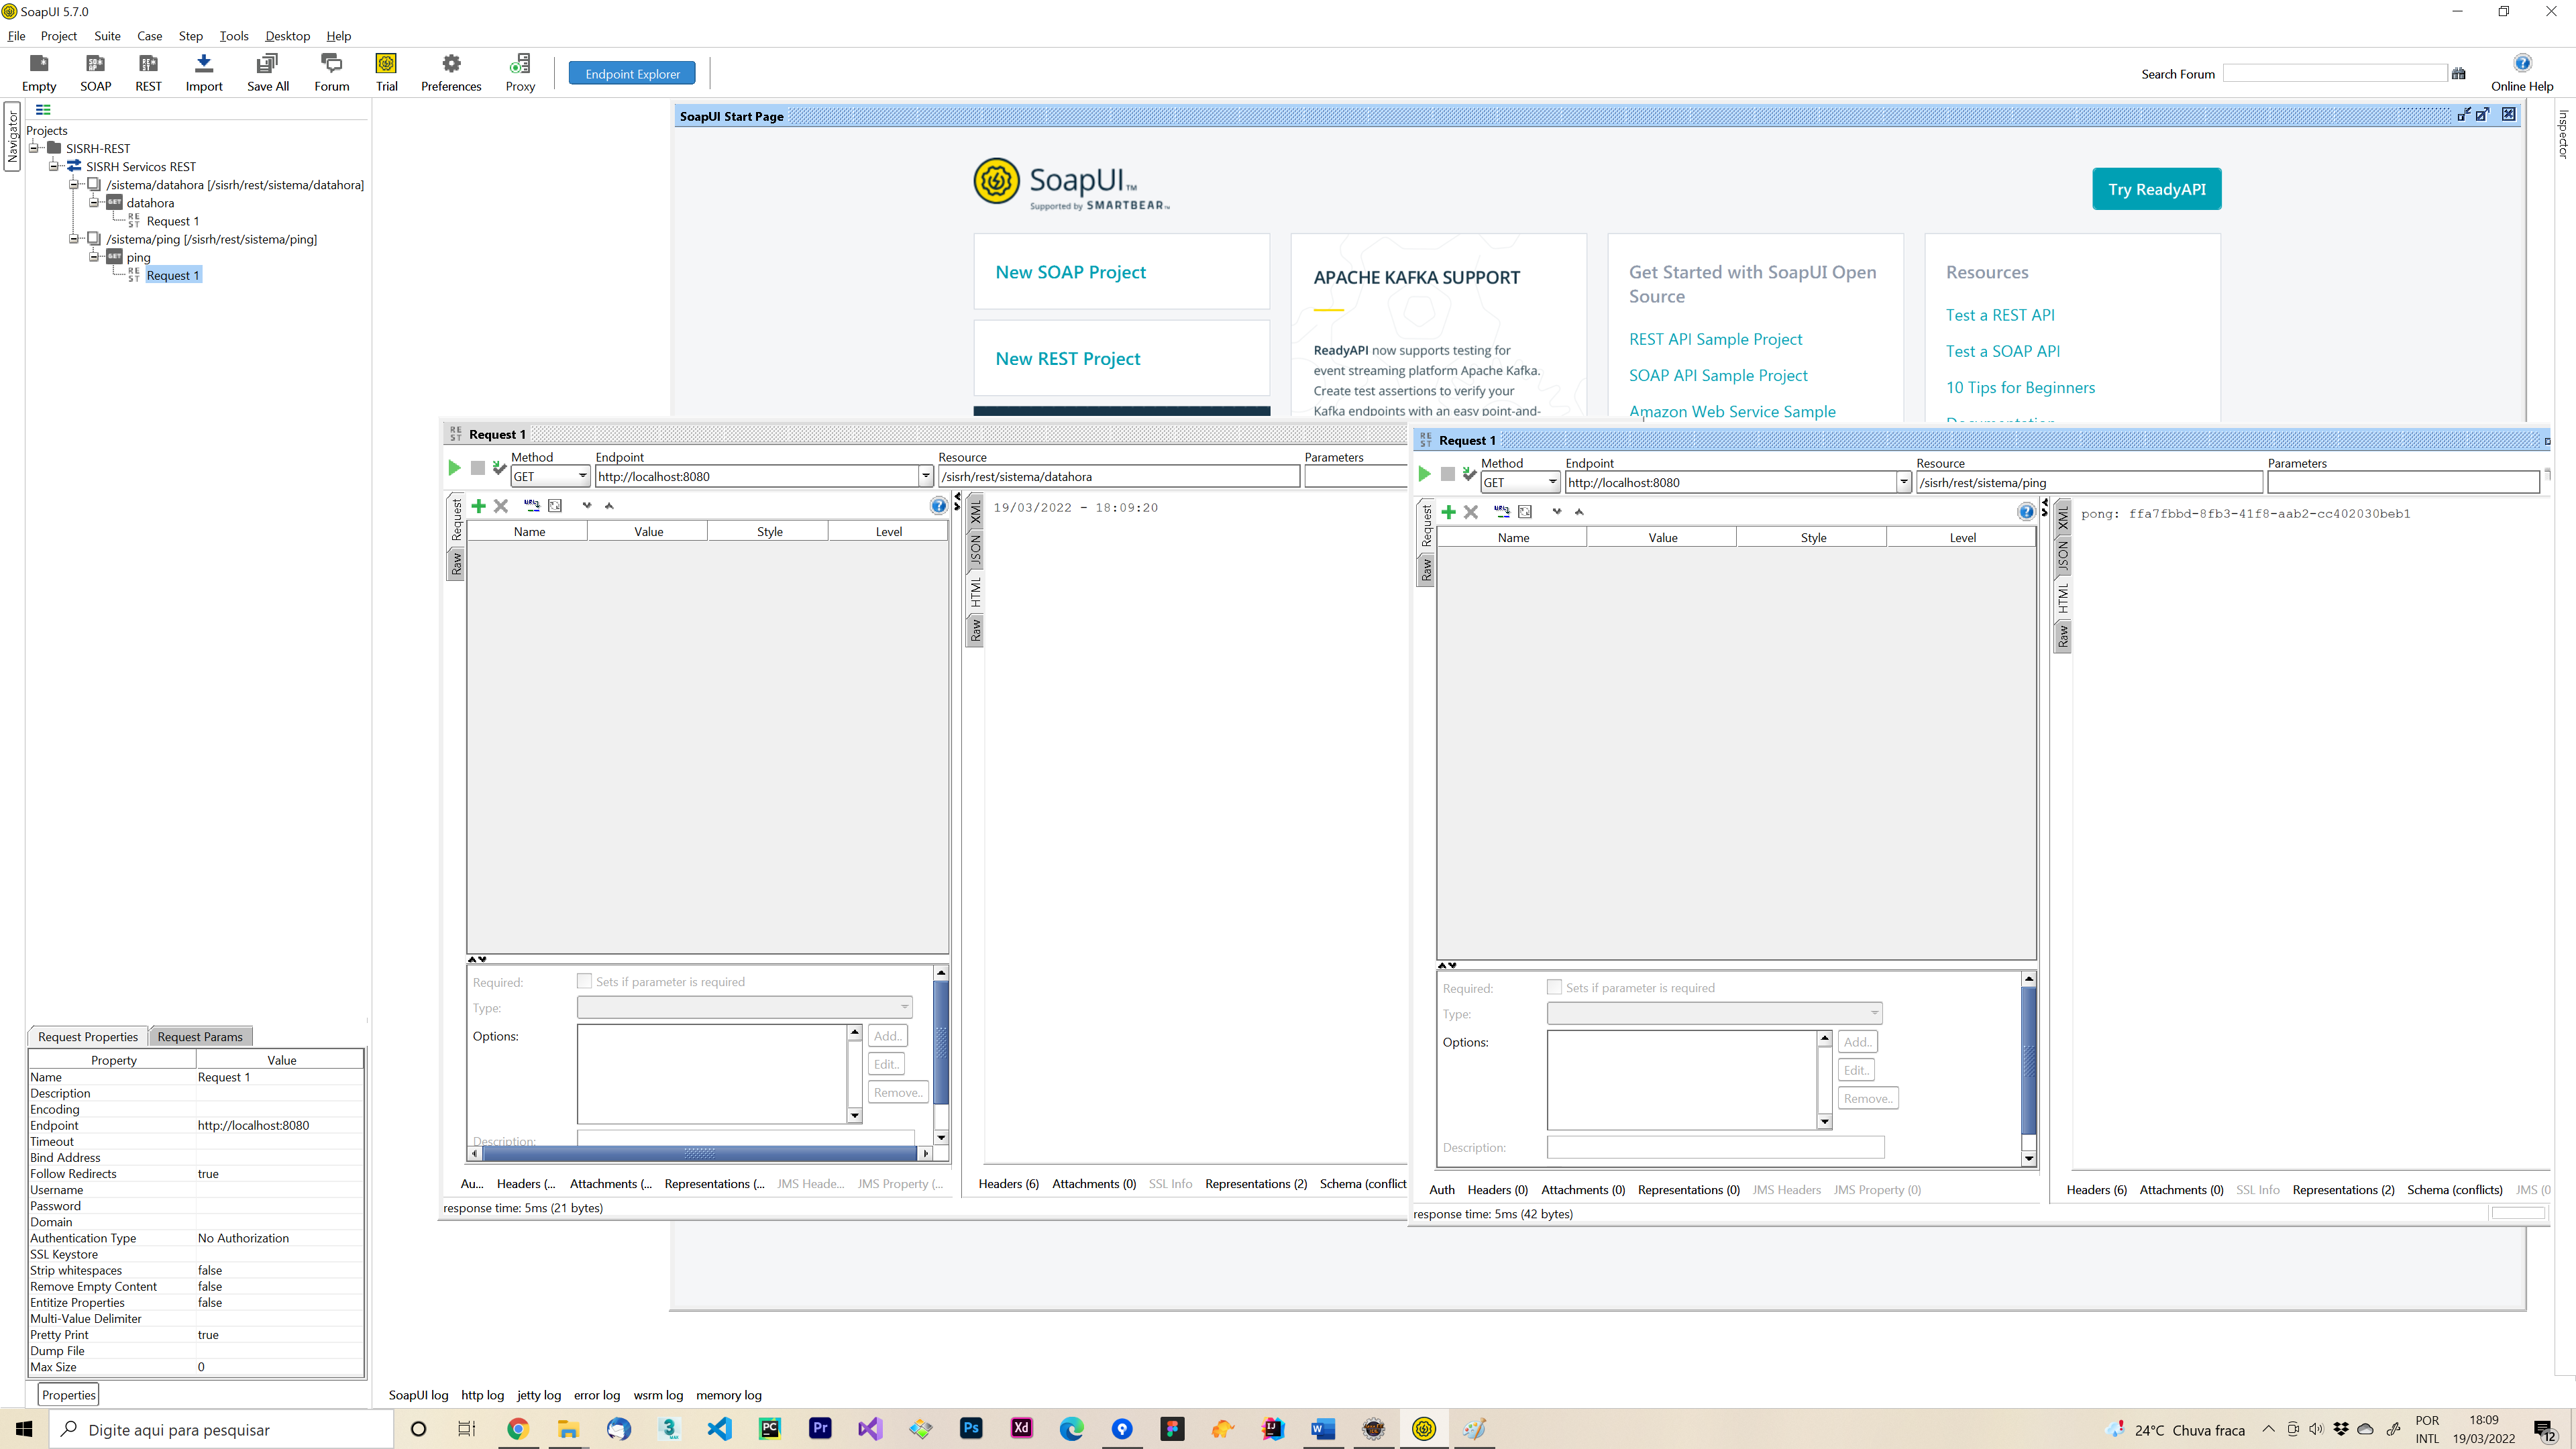 SoapUI 5.7.0
File Project Suite Case Step Tools Desktop Help
Empty SOAP REST Import Save All Forum Trial Preferences Proxy
Endpoint Explorer
Search Forum
Online Help
Navigator
Inspector
Projects
SISRH-REST
SISRH Servicos REST
/sistema/datahora [/sisrh/rest/sistema/datahora]
GET datahora
REST Request 1
/sistema/ping [/sisrh/rest/sistema/ping]
GET ping
REST Request 1
SoapUI Start Page
SoapUI™
Supported by SMARTBEAR™
Try ReadyAPI
New SOAP Project
New REST Project
APACHE KAFKA SUPPORT
ReadyAPI now supports testing for
event streaming platform Apache Kafka.
Create test assertions to verify your
Kafka endpoints with an easy point-and-
Get Started with SoapUI Open
Source
REST API Sample Project
SOAP API Sample Project
Amazon Web Service Sample
Resources
Test a REST API
Test a SOAP API
10 Tips for Beginners
REST Request 1
Method Endpoint Resource Parameters
GET http://localhost:8080 /sisrh/rest/sistema/datahora
Request
Raw
Name Value Style Level
XML
JSON
HTML
Raw
19/03/2022 - 18:09:20
Required: Sets if parameter is required
Type:
Options:
Add..
Edit..
Remove..
Description:
Au... Headers (... Attachments (... Representations (... JMS Heade... JMS Property (...
Headers (6) Attachments (0) SSL Info Representations (2) Schema (conflict
response time: 5ms (21 bytes)
REST Request 1
Method Endpoint Resource Parameters
GET http://localhost:8080 /sisrh/rest/sistema/ping
Request
Raw
Name Value Style Level
XML
JSON
HTML
Raw
pong: ffa7fbbd-8fb3-41f8-aab2-cc402030beb1
Required: Sets if parameter is required
Type:
Options:
Add..
Edit..
Remove..
Description:
Auth Headers (0) Attachments (0) Representations (0) JMS Headers JMS Property (0)
Headers (6) Attachments (0) SSL Info Representations (2) Schema (conflicts) JMS (0
response time: 5ms (42 bytes)
Request Properties Request Params
Property Value
Name Request 1
Description
Encoding
Endpoint http://localhost:8080
Timeout
Bind Address
Follow Redirects true
Username
Password
Domain
Authentication Type No Authorization
SSL Keystore
Strip whitespaces false
Remove Empty Content false
Entitize Properties false
Multi-Value Delimiter
Pretty Print true
Dump File
Max Size 0
Properties
SoapUI log http log jetty log error log wsrm log memory log
Digite aqui para pesquisar
24°C Chuva fraca
POR
INTL
18:09
19/03/2022
12